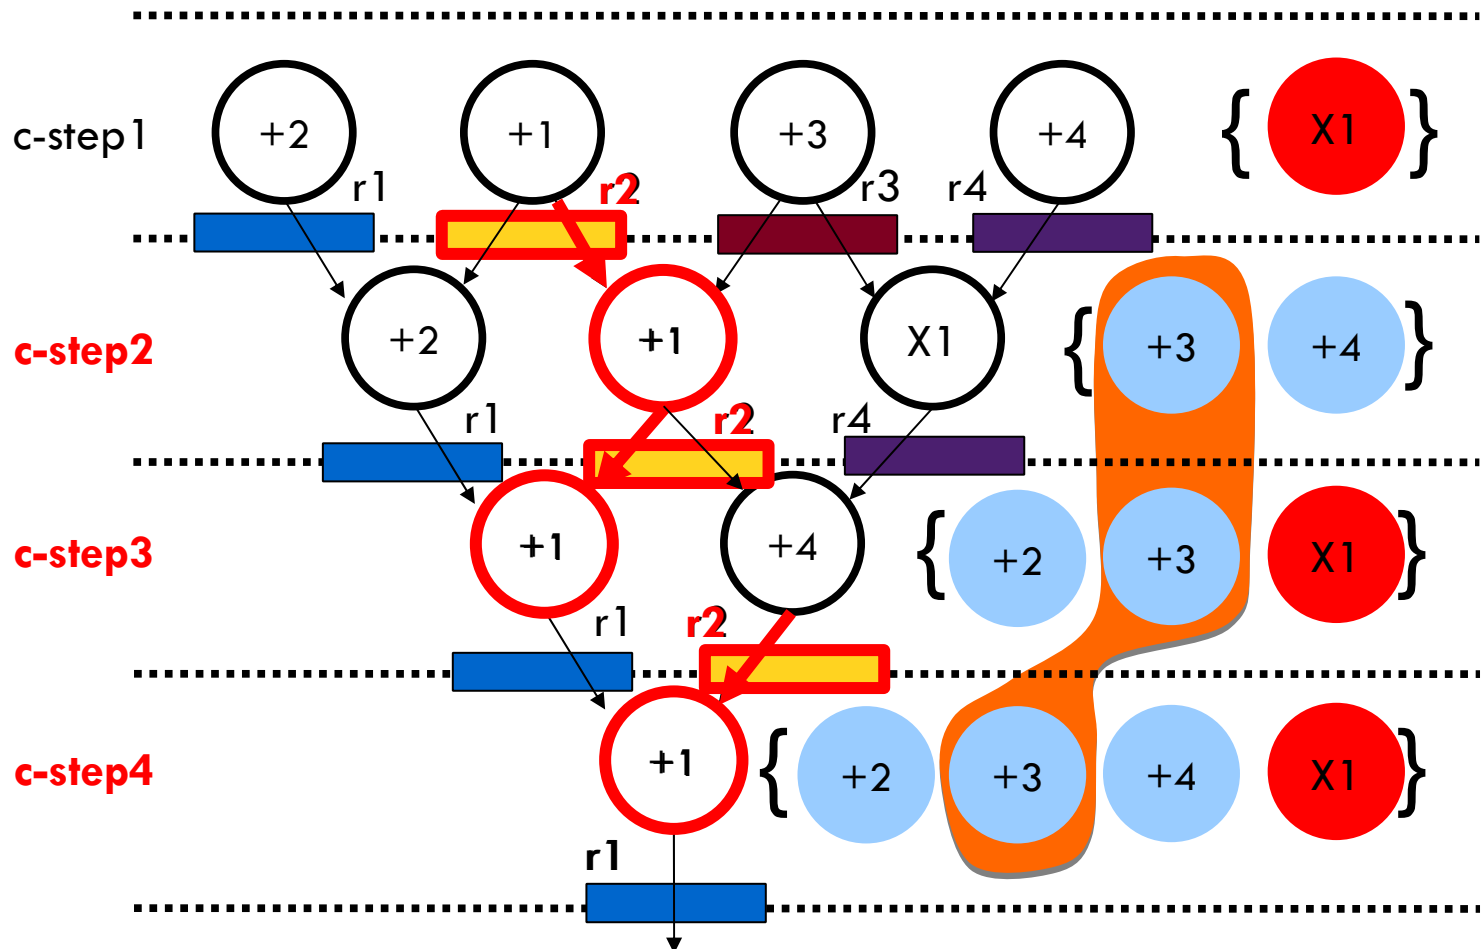 c-step1 +2 +1 +3 +4 { X1 }
r1 r2 r3 r4
c-step2 +2 +1 X1 { +3 +4 }
r1 r2 r4
c-step3 +1 +4 { +2 +3 X1 }
r1 r2
c-step4 +1 { +2 +3 +4 X1 }
r1